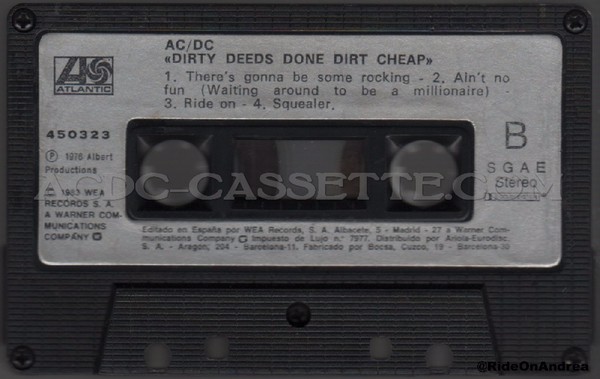 AC/DC
«DIRTY DEEDS DONE DIRT CHEAP»
1. There's gonna be some rocking - 2. Ain't no
fun (Waiting around to be a millionaire) -
3. Ride on - 4. Squealer.
ATLANTIC
450323
B
Ⓟ 1976 Albert
Productions
SGAE
Stereo
ACDC-CASSETTE.COM
1983 WEA
RECORDS S. A.
A WARNER COM-
MUNICATIONS
COMPANY
Editado en España por WEA Records, S. A. Albacete, 5 - Madrid - 27 a Warner Com-
munications Company Impuesto de Lujo n.º 7977. Distribuido por Ariola-Eurodisc,
S. A. - Aragón, 204 - Barcelona-11. Fabricado por Bocsa, Cuzco, 19 - Barcelona-30
@RideOnAndrea